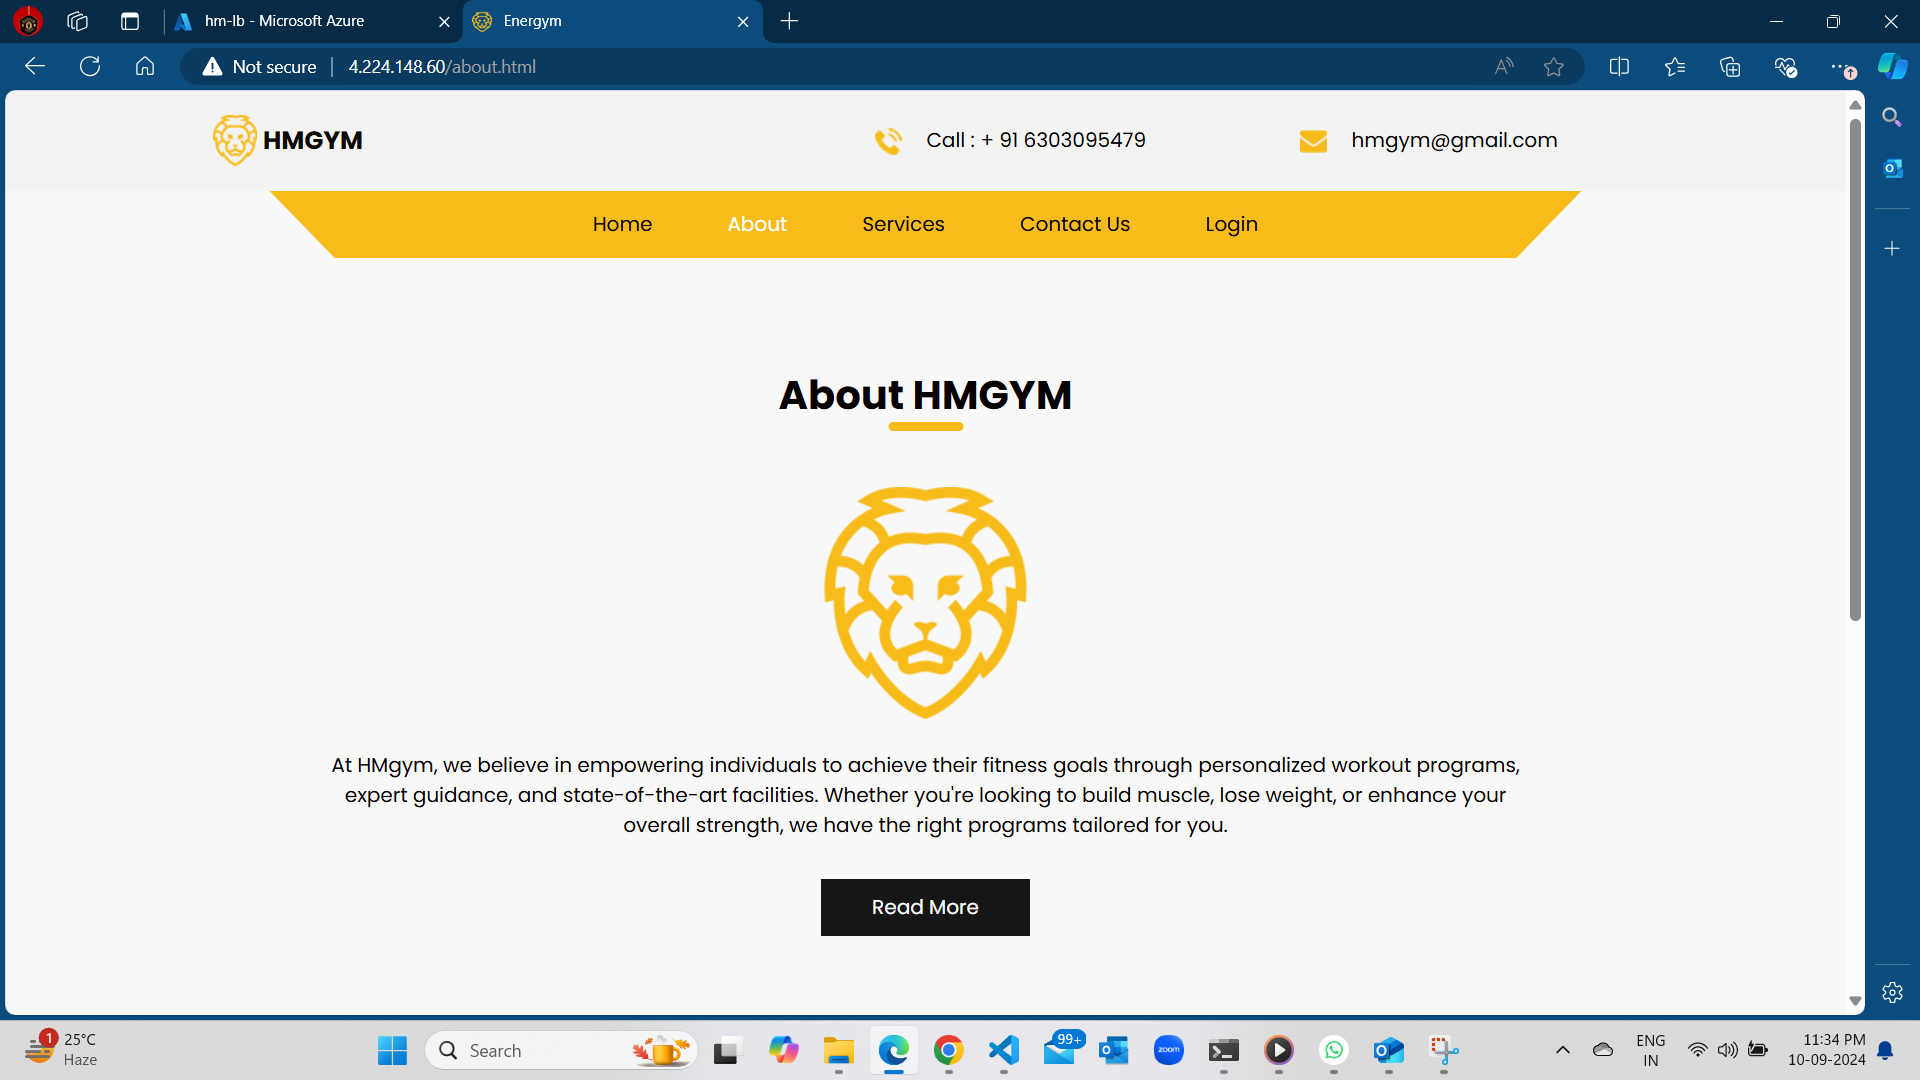 hm-lb - Microsoft Azure
Energym
Not secure
4.224.148.60/about.html
HMGYM
Call : + 91 6303095479
hmgym@gmail.com
Home About Services Contact Us Login
About HMGYM
At HMgym, we believe in empowering individuals to achieve their fitness goals through personalized workout programs,
expert guidance, and state-of-the-art facilities. Whether you're looking to build muscle, lose weight, or enhance your
overall strength, we have the right programs tailored for you.
Read More
1
25°C
Haze
Search
99+
zoom
ENG
IN
11:34 PM
10-09-2024